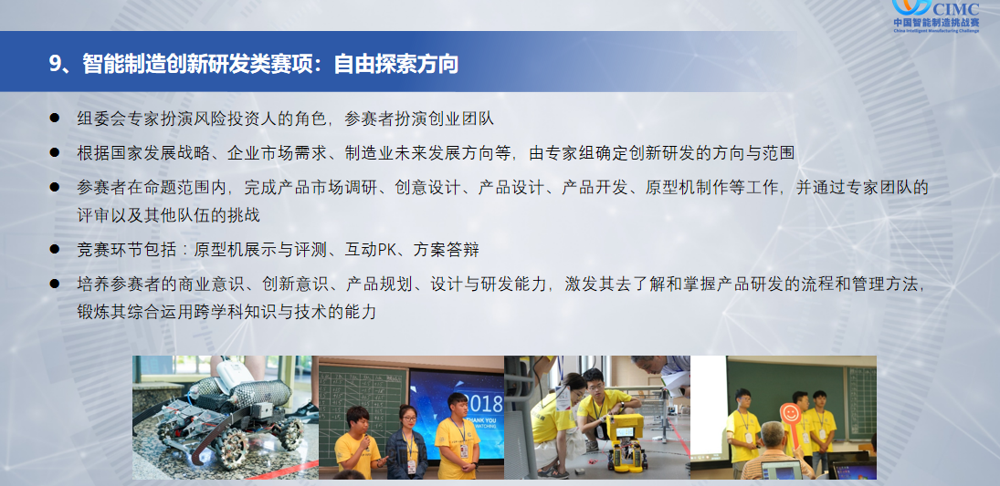 CIMC
中国智能制造挑战赛
China Intelligent Manufacturing Challenge
9、智能制造创新研发类赛项：自由探索方向
● 组委会专家扮演风险投资人的角色，参赛者扮演创业团队
● 根据国家发展战略、企业市场需求、制造业未来发展方向等，由专家组确定创新研发的方向与范围
● 参赛者在命题范围内，完成产品市场调研、创意设计、产品设计、产品开发、原型机制作等工作，并通过专家团队的
评审以及其他队伍的挑战
● 竞赛环节包括：原型机展示与评测、互动PK、方案答辩
● 培养参赛者的商业意识、创新意识、产品规划、设计与研发能力，激发其去了解和掌握产品研发的流程和管理方法，
锻炼其综合运用跨学科知识与技术的能力
2018
THANK YOU
WATCHING